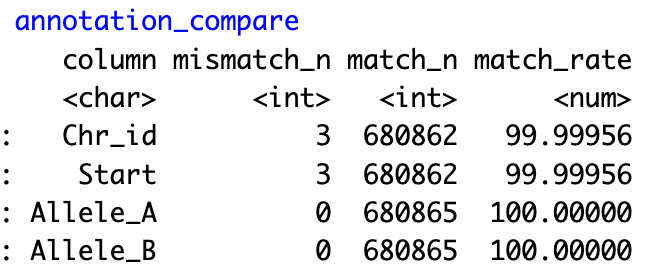 annotation_compare
column mismatch_n match_n match_rate
<char> <int> <int> <num>
: Chr_id 3 680862 99.99956
: Start 3 680862 99.99956
: Allele_A 0 680865 100.00000
: Allele_B 0 680865 100.00000